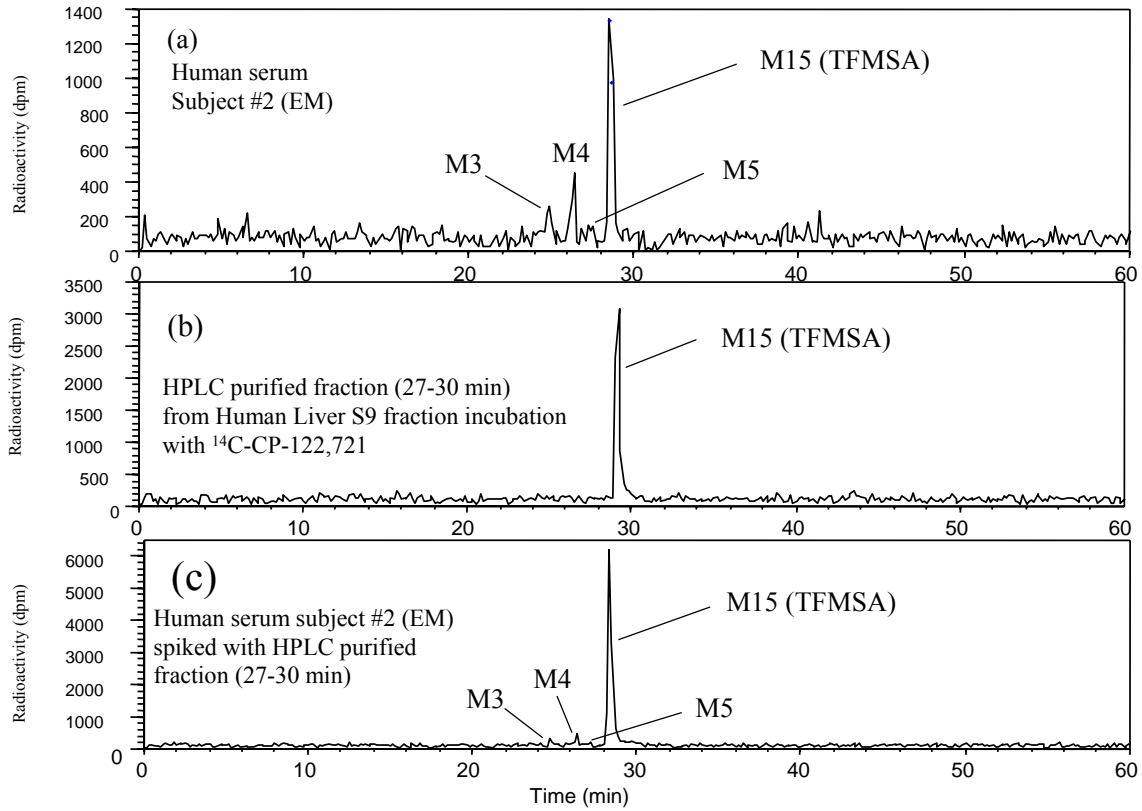 1400
1200
1000
800
600
400
200
0
Radioactivity (dpm)
(a)
Human serum
Subject #2 (EM)
M3
M4
M5
M15 (TFMSA)
0 10 20 30 40 50 60
3500
3000
2500
2000
1500
1000
500
0
Radioactivity (dpm)
(b)
HPLC purified fraction (27-30 min)
from Human Liver S9 fraction incubation
with ¹⁴C-CP-122,721
M15 (TFMSA)
0 10 20 30 40 50 60
6000
5000
4000
3000
2000
1000
0
Radioactivity (dpm)
(c)
Human serum subject #2 (EM)
spiked with HPLC purified
fraction (27-30 min)
M3
M4
M5
M15 (TFMSA)
0 10 20 30 40 50 60
Time (min)